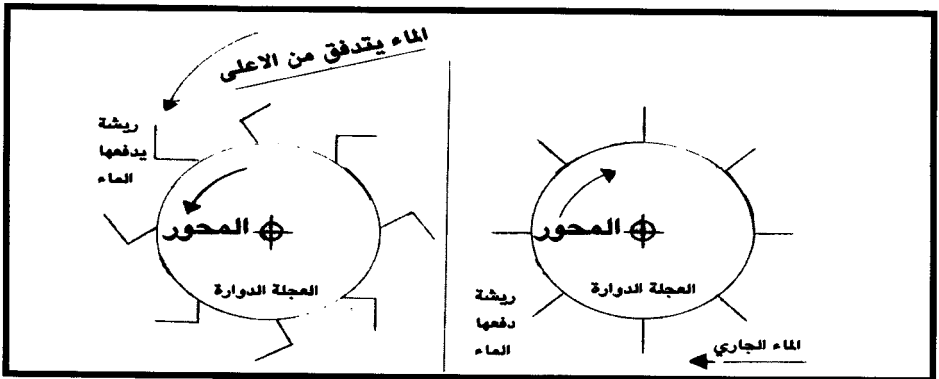 الماء يتدفق من الاعلى
ريشة
يدفعها
الماء
المحور
العجلة الدوارة
المحور
العجلة الدوارة
ريشة
دفعها
الماء
الماء الجاري